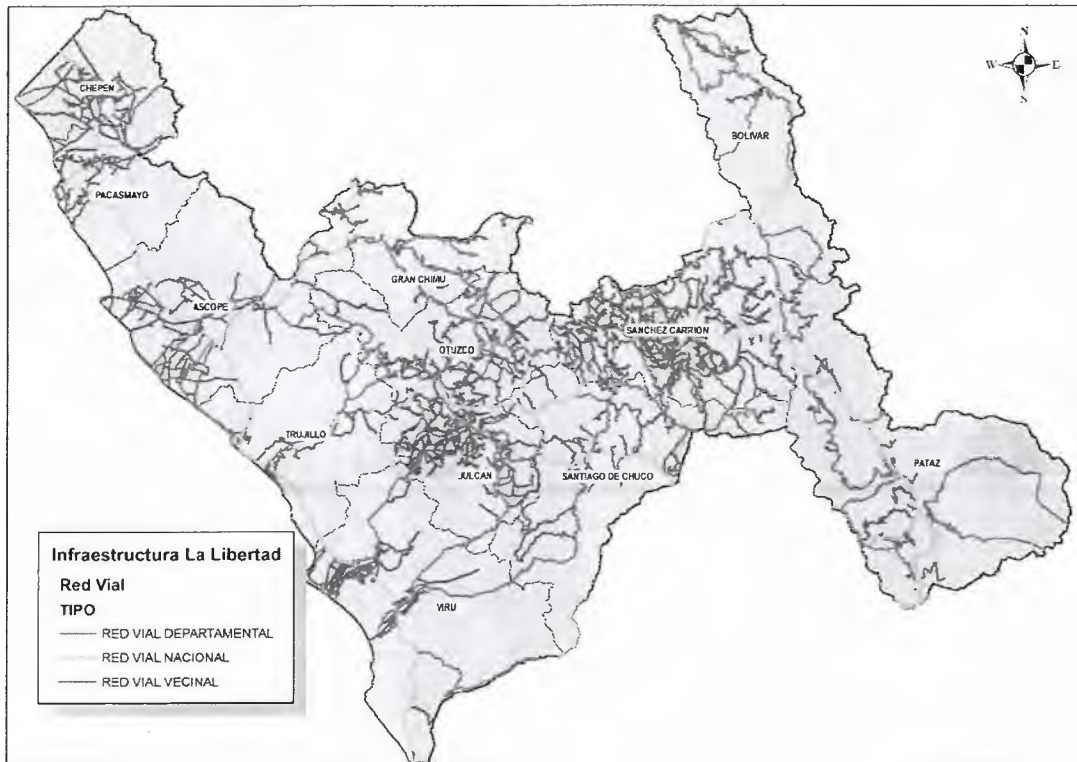 N
W E
S
CHEPEN
BOLIVAR
PACASMAYO
GRAN CHIMU
ASCOPE
SANCHEZ CARRION
OTUZCO
TRUJILLO
PATAZ
JULCAN
SANTIAGO DE CHUCO
VIRU
Infraestructura La Libertad
Red Vial
TIPO
RED VIAL DEPARTAMENTAL
RED VIAL NACIONAL
RED VIAL VECINAL